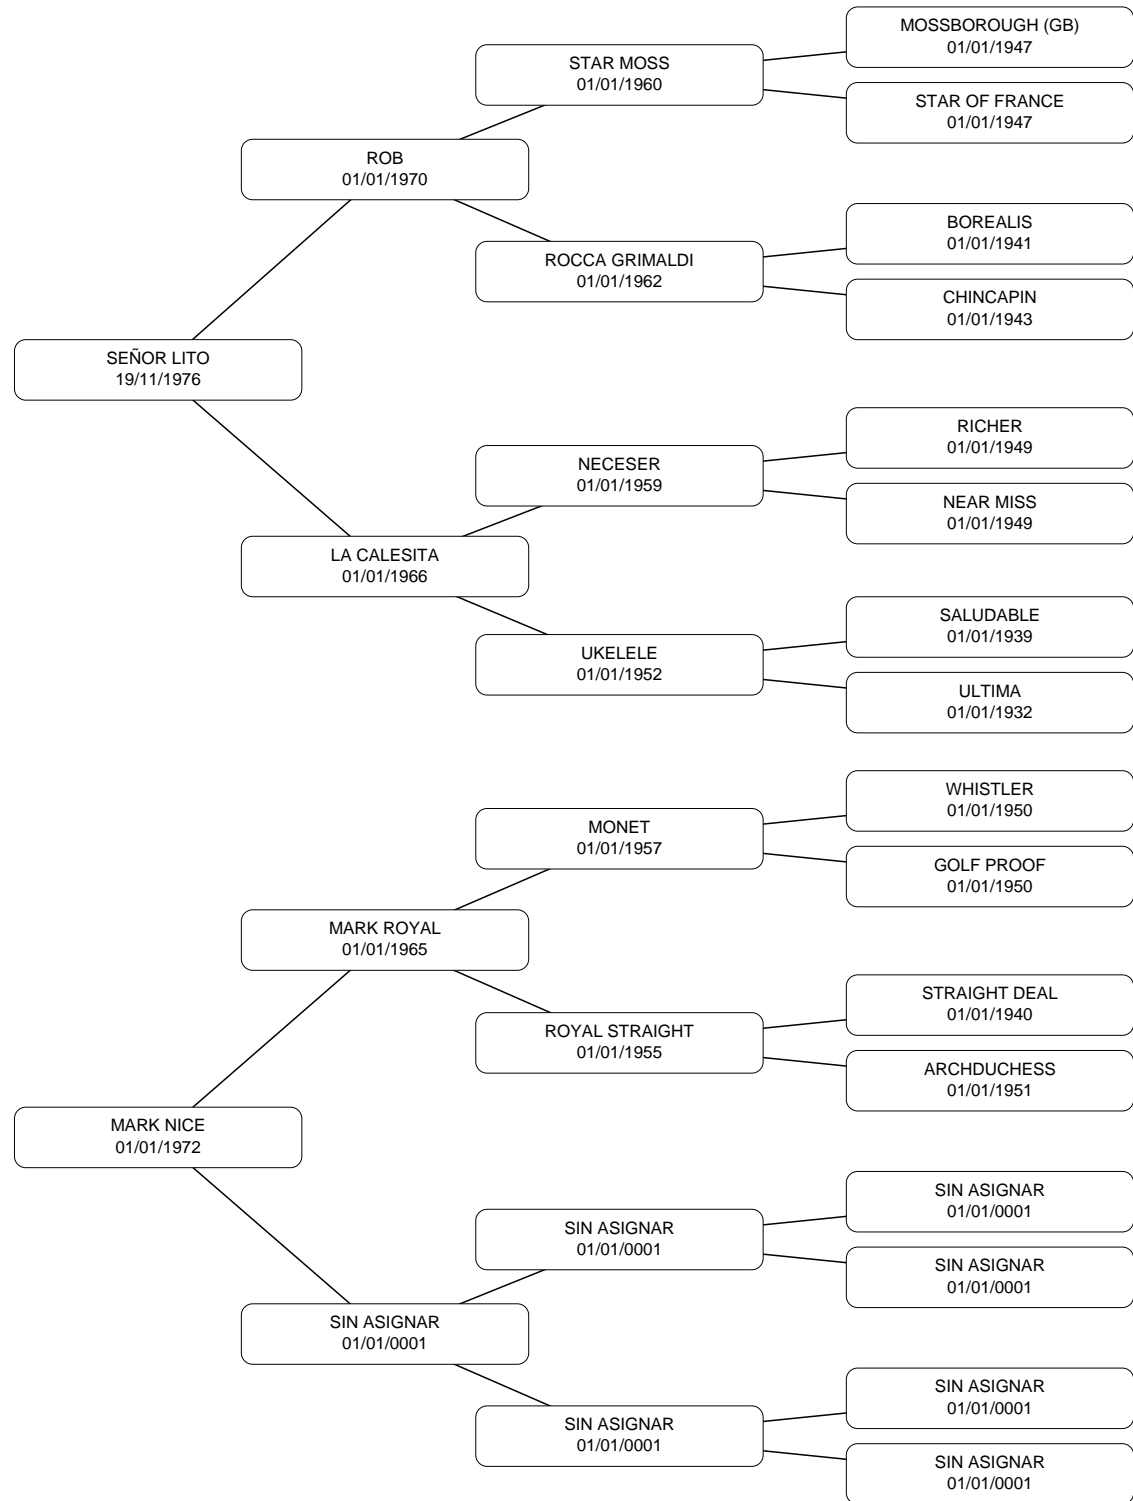 MOSSBOROUGH (GB)
01/01/1947
STAR MOSS
01/01/1960
STAR OF FRANCE
01/01/1947
ROB
01/01/1970
BOREALIS
01/01/1941
ROCCA GRIMALDI
01/01/1962
CHINCAPIN
01/01/1943
SEÑOR LITO
19/11/1976
RICHER
01/01/1949
NECESER
01/01/1959
NEAR MISS
01/01/1949
LA CALESITA
01/01/1966
SALUDABLE
01/01/1939
UKELELE
01/01/1952
ULTIMA
01/01/1932
WHISTLER
01/01/1950
MONET
01/01/1957
GOLF PROOF
01/01/1950
MARK ROYAL
01/01/1965
STRAIGHT DEAL
01/01/1940
ROYAL STRAIGHT
01/01/1955
ARCHDUCHESS
01/01/1951
MARK NICE
01/01/1972
SIN ASIGNAR
01/01/0001
SIN ASIGNAR
01/01/0001
SIN ASIGNAR
01/01/0001
SIN ASIGNAR
01/01/0001
SIN ASIGNAR
01/01/0001
SIN ASIGNAR
01/01/0001
SIN ASIGNAR
01/01/0001